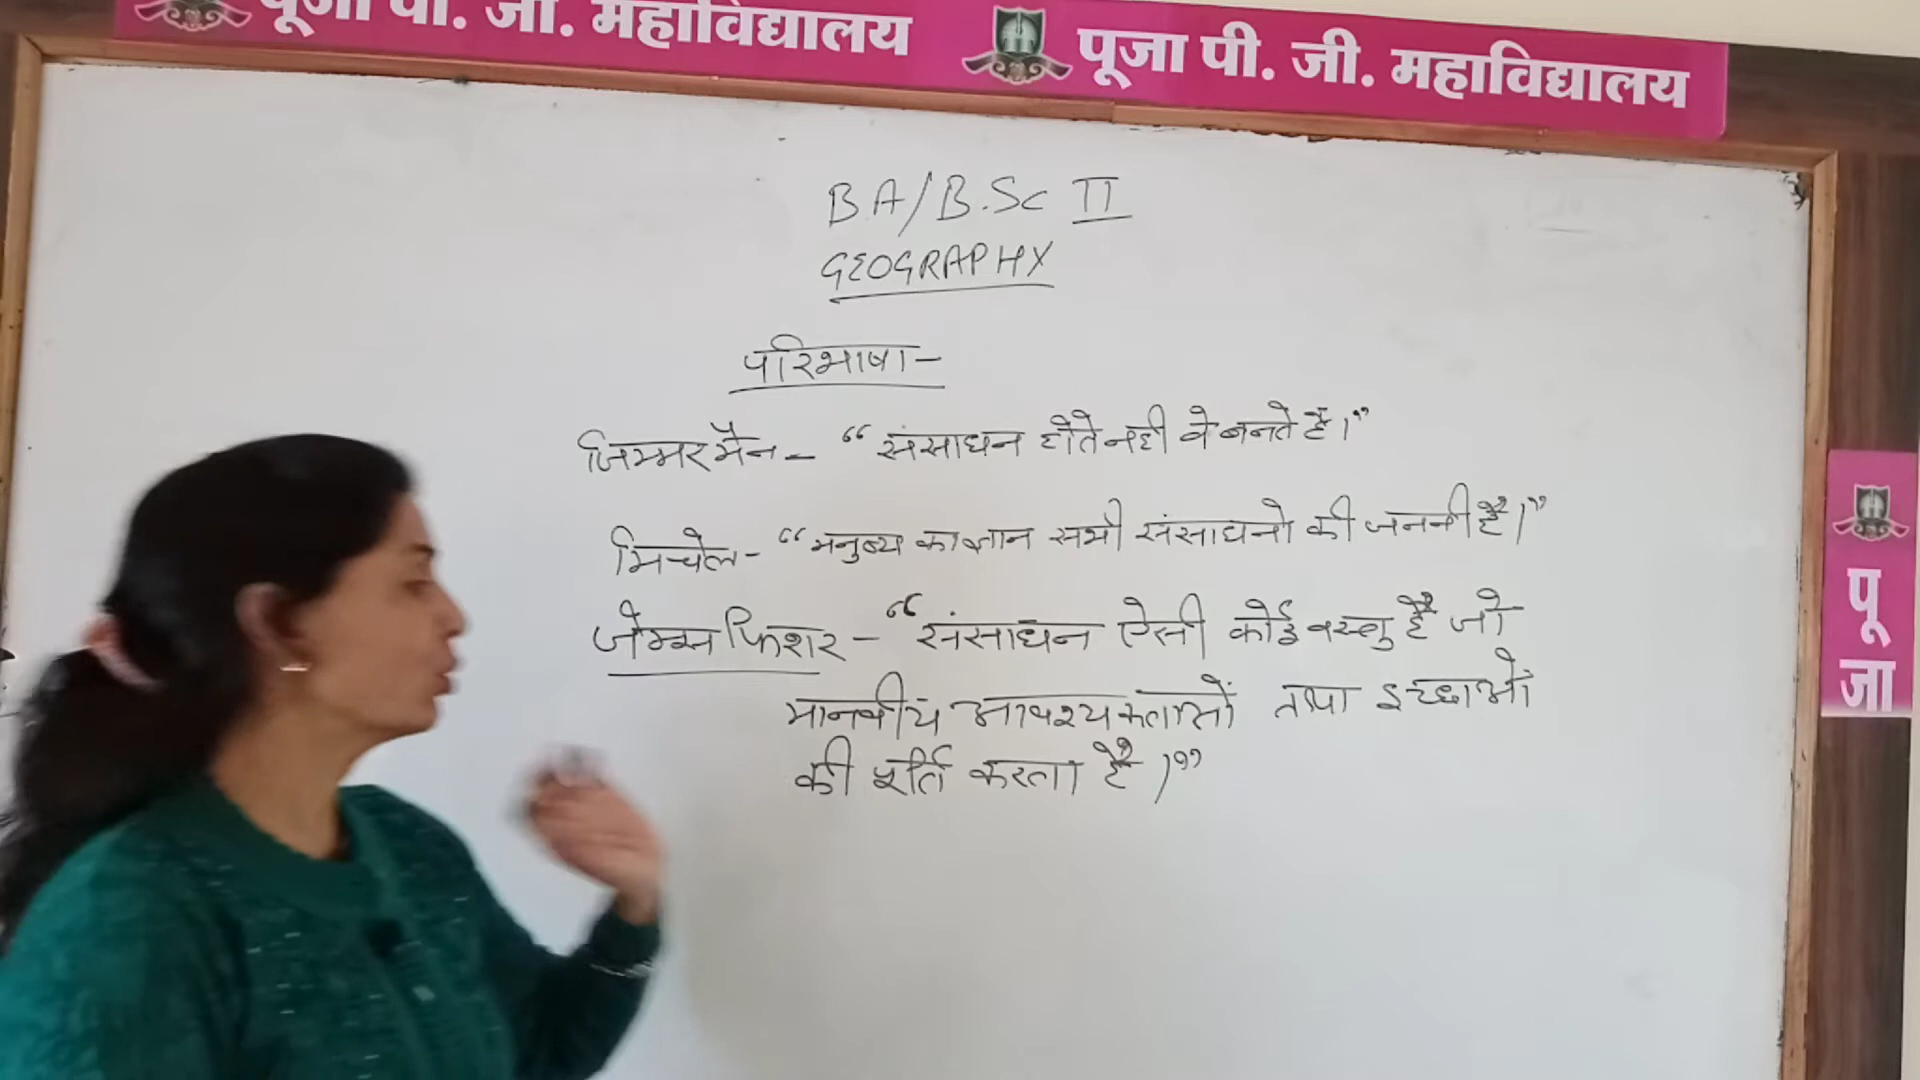 पूजा पी. जी. महाविद्यालय
पूजा पी. जी. महाविद्यालय
BA/B.Sc II
GEOGRAPHY
परिभाषा-
जिम्मरमैन- “संसाधन होते नही वे बनते हैं।”
मिचेल- “मनुष्य का ज्ञान सभी संसाधनो की जननी है।”
जेम्स फिशर- “संसाधन ऐसी कोई वस्तु है जो
मानवीय आवश्यकताओं तथा इच्छाओं
की पूर्ति करता है।”
पूजा